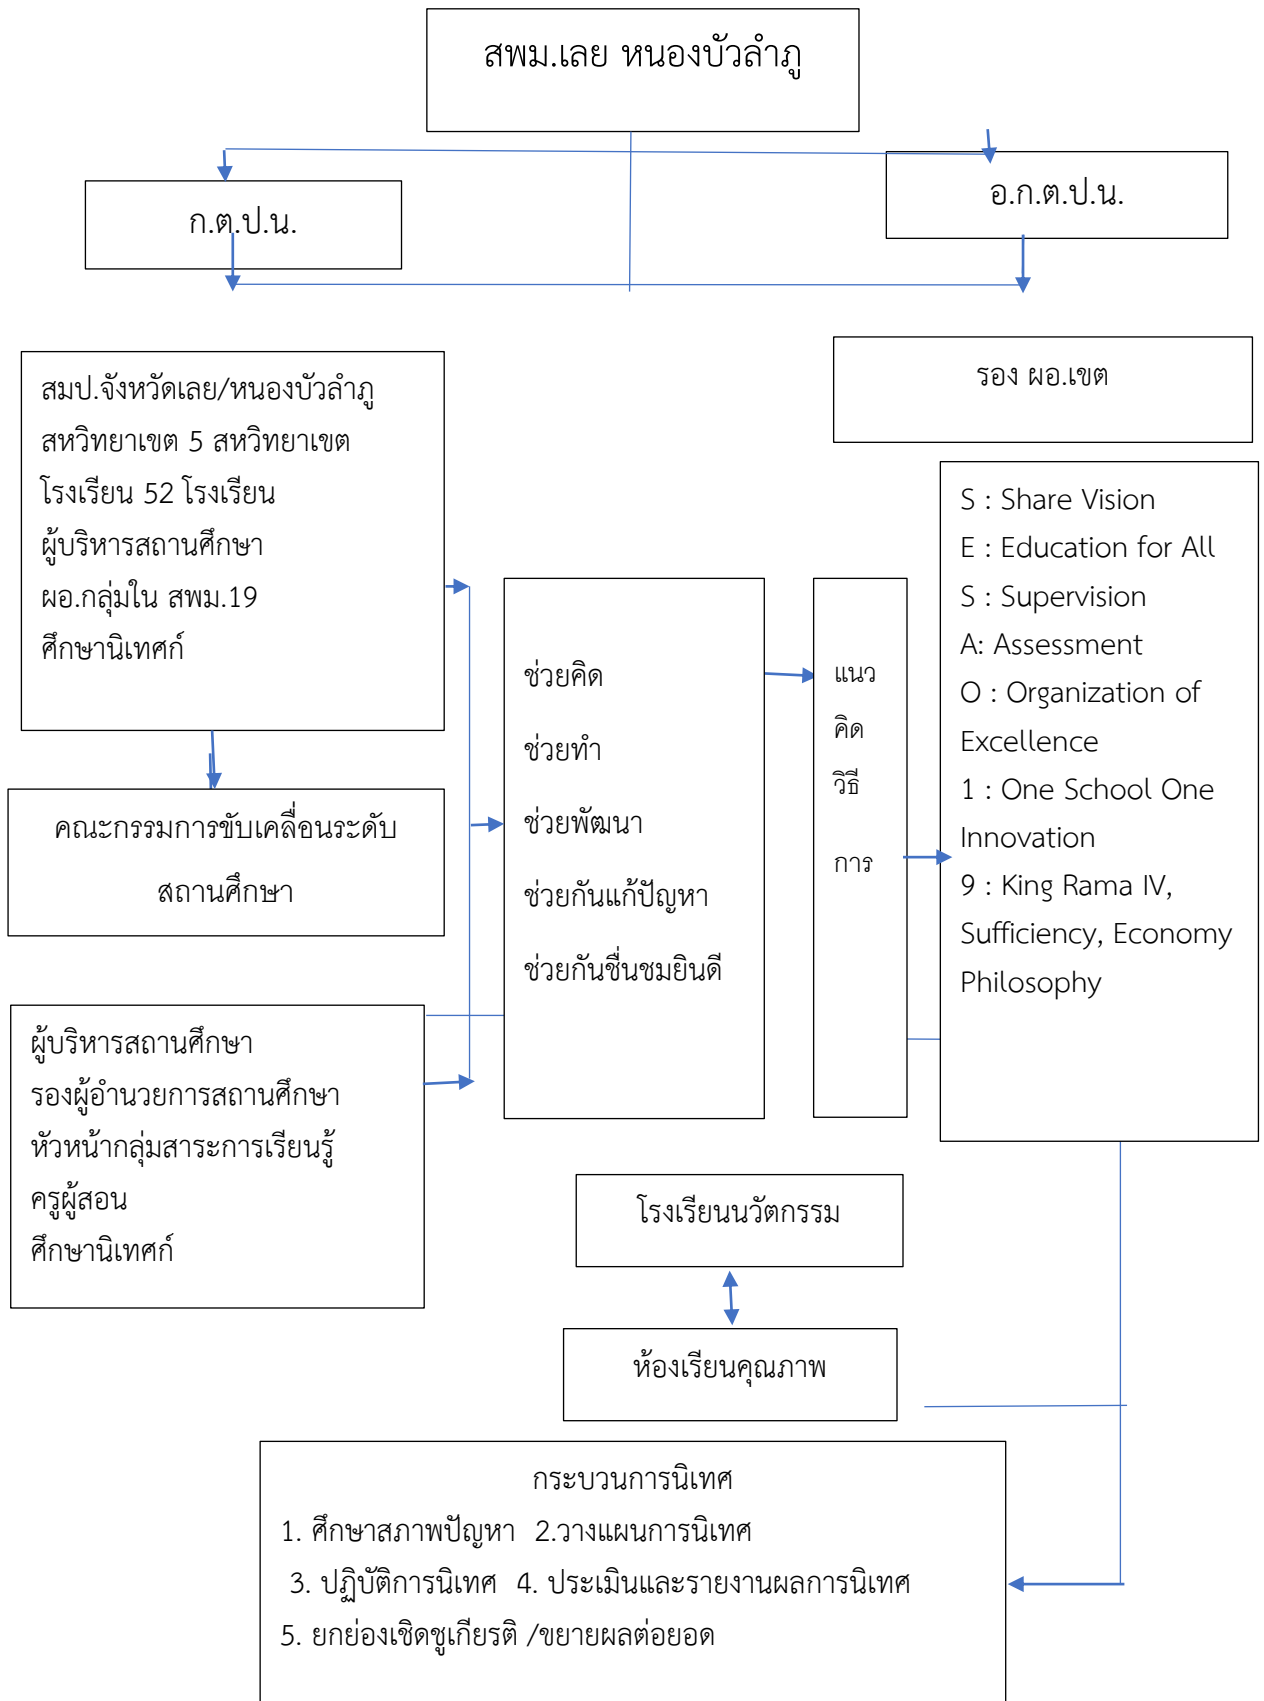 สพม.เลย หนองบัวลำภู
ก.ต.ป.น.
อ.ก.ต.ป.น.
สมป.จังหวัดเลย/หนองบัวลำภู
สหวิทยาเขต 5 สหวิทยาเขต
โรงเรียน 52 โรงเรียน
ผู้บริหารสถานศึกษา
ผอ.กลุ่มใน สพม.19
ศึกษานิเทศก์
รอง ผอ.เขต
คณะกรรมการขับเคลื่อนระดับ
สถานศึกษา
ผู้บริหารสถานศึกษา
รองผู้อำนวยการสถานศึกษา
หัวหน้ากลุ่มสาระการเรียนรู้
ครูผู้สอน
ศึกษานิเทศก์
ช่วยคิด
ช่วยทำ
ช่วยพัฒนา
ช่วยกันแก้ปัญหา
ช่วยกันชื่นชมยินดี
แนว
คิด
วิธี
การ
S : Share Vision
E : Education for All
S : Supervision
A: Assessment
O : Organization of
Excellence
1 : One School One
Innovation
9 : King Rama IV,
Sufficiency, Economy
Philosophy
โรงเรียนนวัตกรรม
ห้องเรียนคุณภาพ
กระบวนการนิเทศ
1. ศึกษาสภาพปัญหา 2.วางแผนการนิเทศ
3. ปฏิบัติการนิเทศ 4. ประเมินและรายงานผลการนิเทศ
5. ยกย่องเชิดชูเกียรติ /ขยายผลต่อยอด